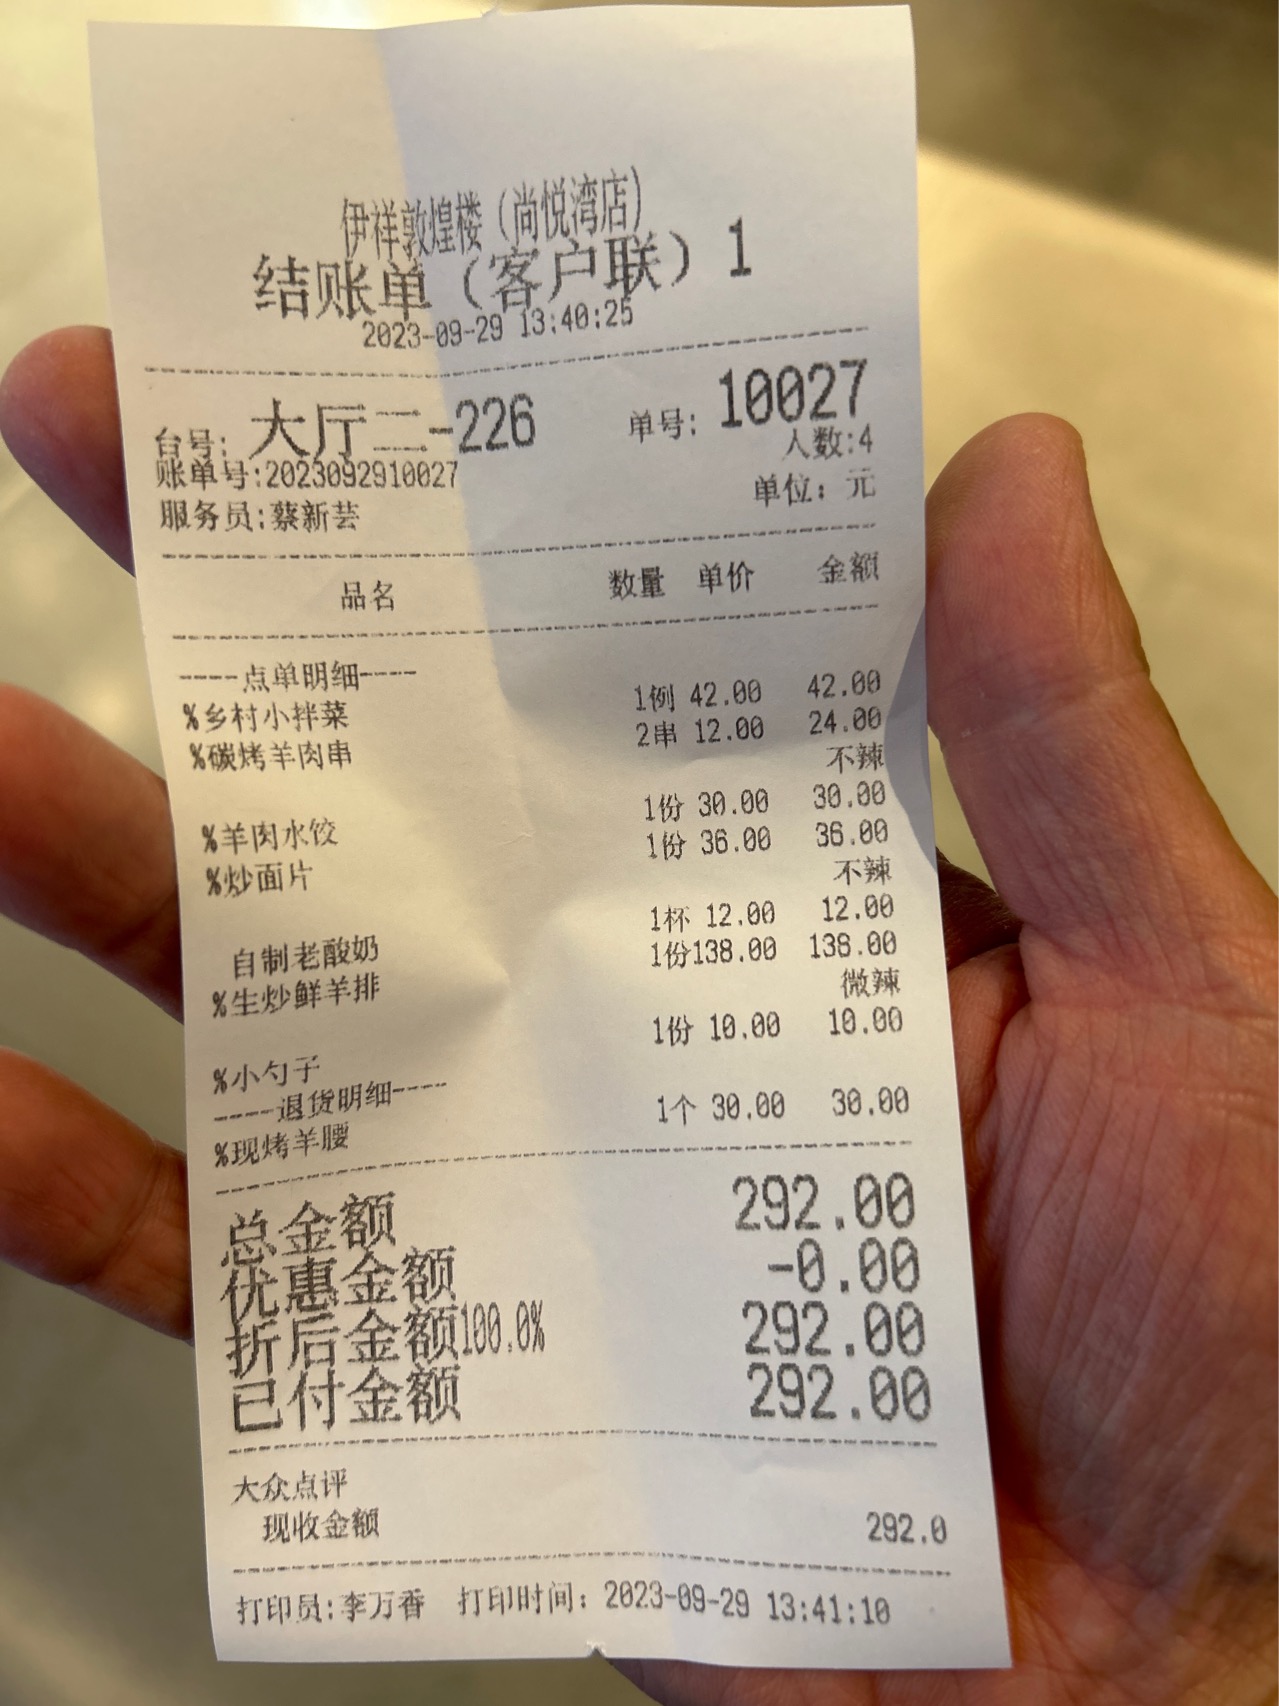 伊祥敦煌楼（尚悦湾店）
结账单（客户联）1
2023-09-29 13:40:25
台号: 大厅二-226 单号: 10027
人数:4
账单号:2023092910027
单位：元
服务员:蔡新芸
品名 数量 单价 金额
----点单明细----
%乡村小拌菜 1例 42.00 42.00
%碳烤羊肉串 2串 12.00 24.00
不辣
%羊肉水饺 1份 30.00 30.00
%炒面片 1份 36.00 36.00
不辣
自制老酸奶 1杯 12.00 12.00
%生炒鲜羊排 1份138.00 138.00
微辣
%小勺子 1份 10.00 10.00
----退货明细----
%现烤羊腰 1个 30.00 30.00
总金额 292.00
优惠金额 -0.00
折后金额100.0% 292.00
已付金额 292.00
大众点评
现收金额 292.0
打印员:李万香 打印时间：2023-09-29 13:41:10